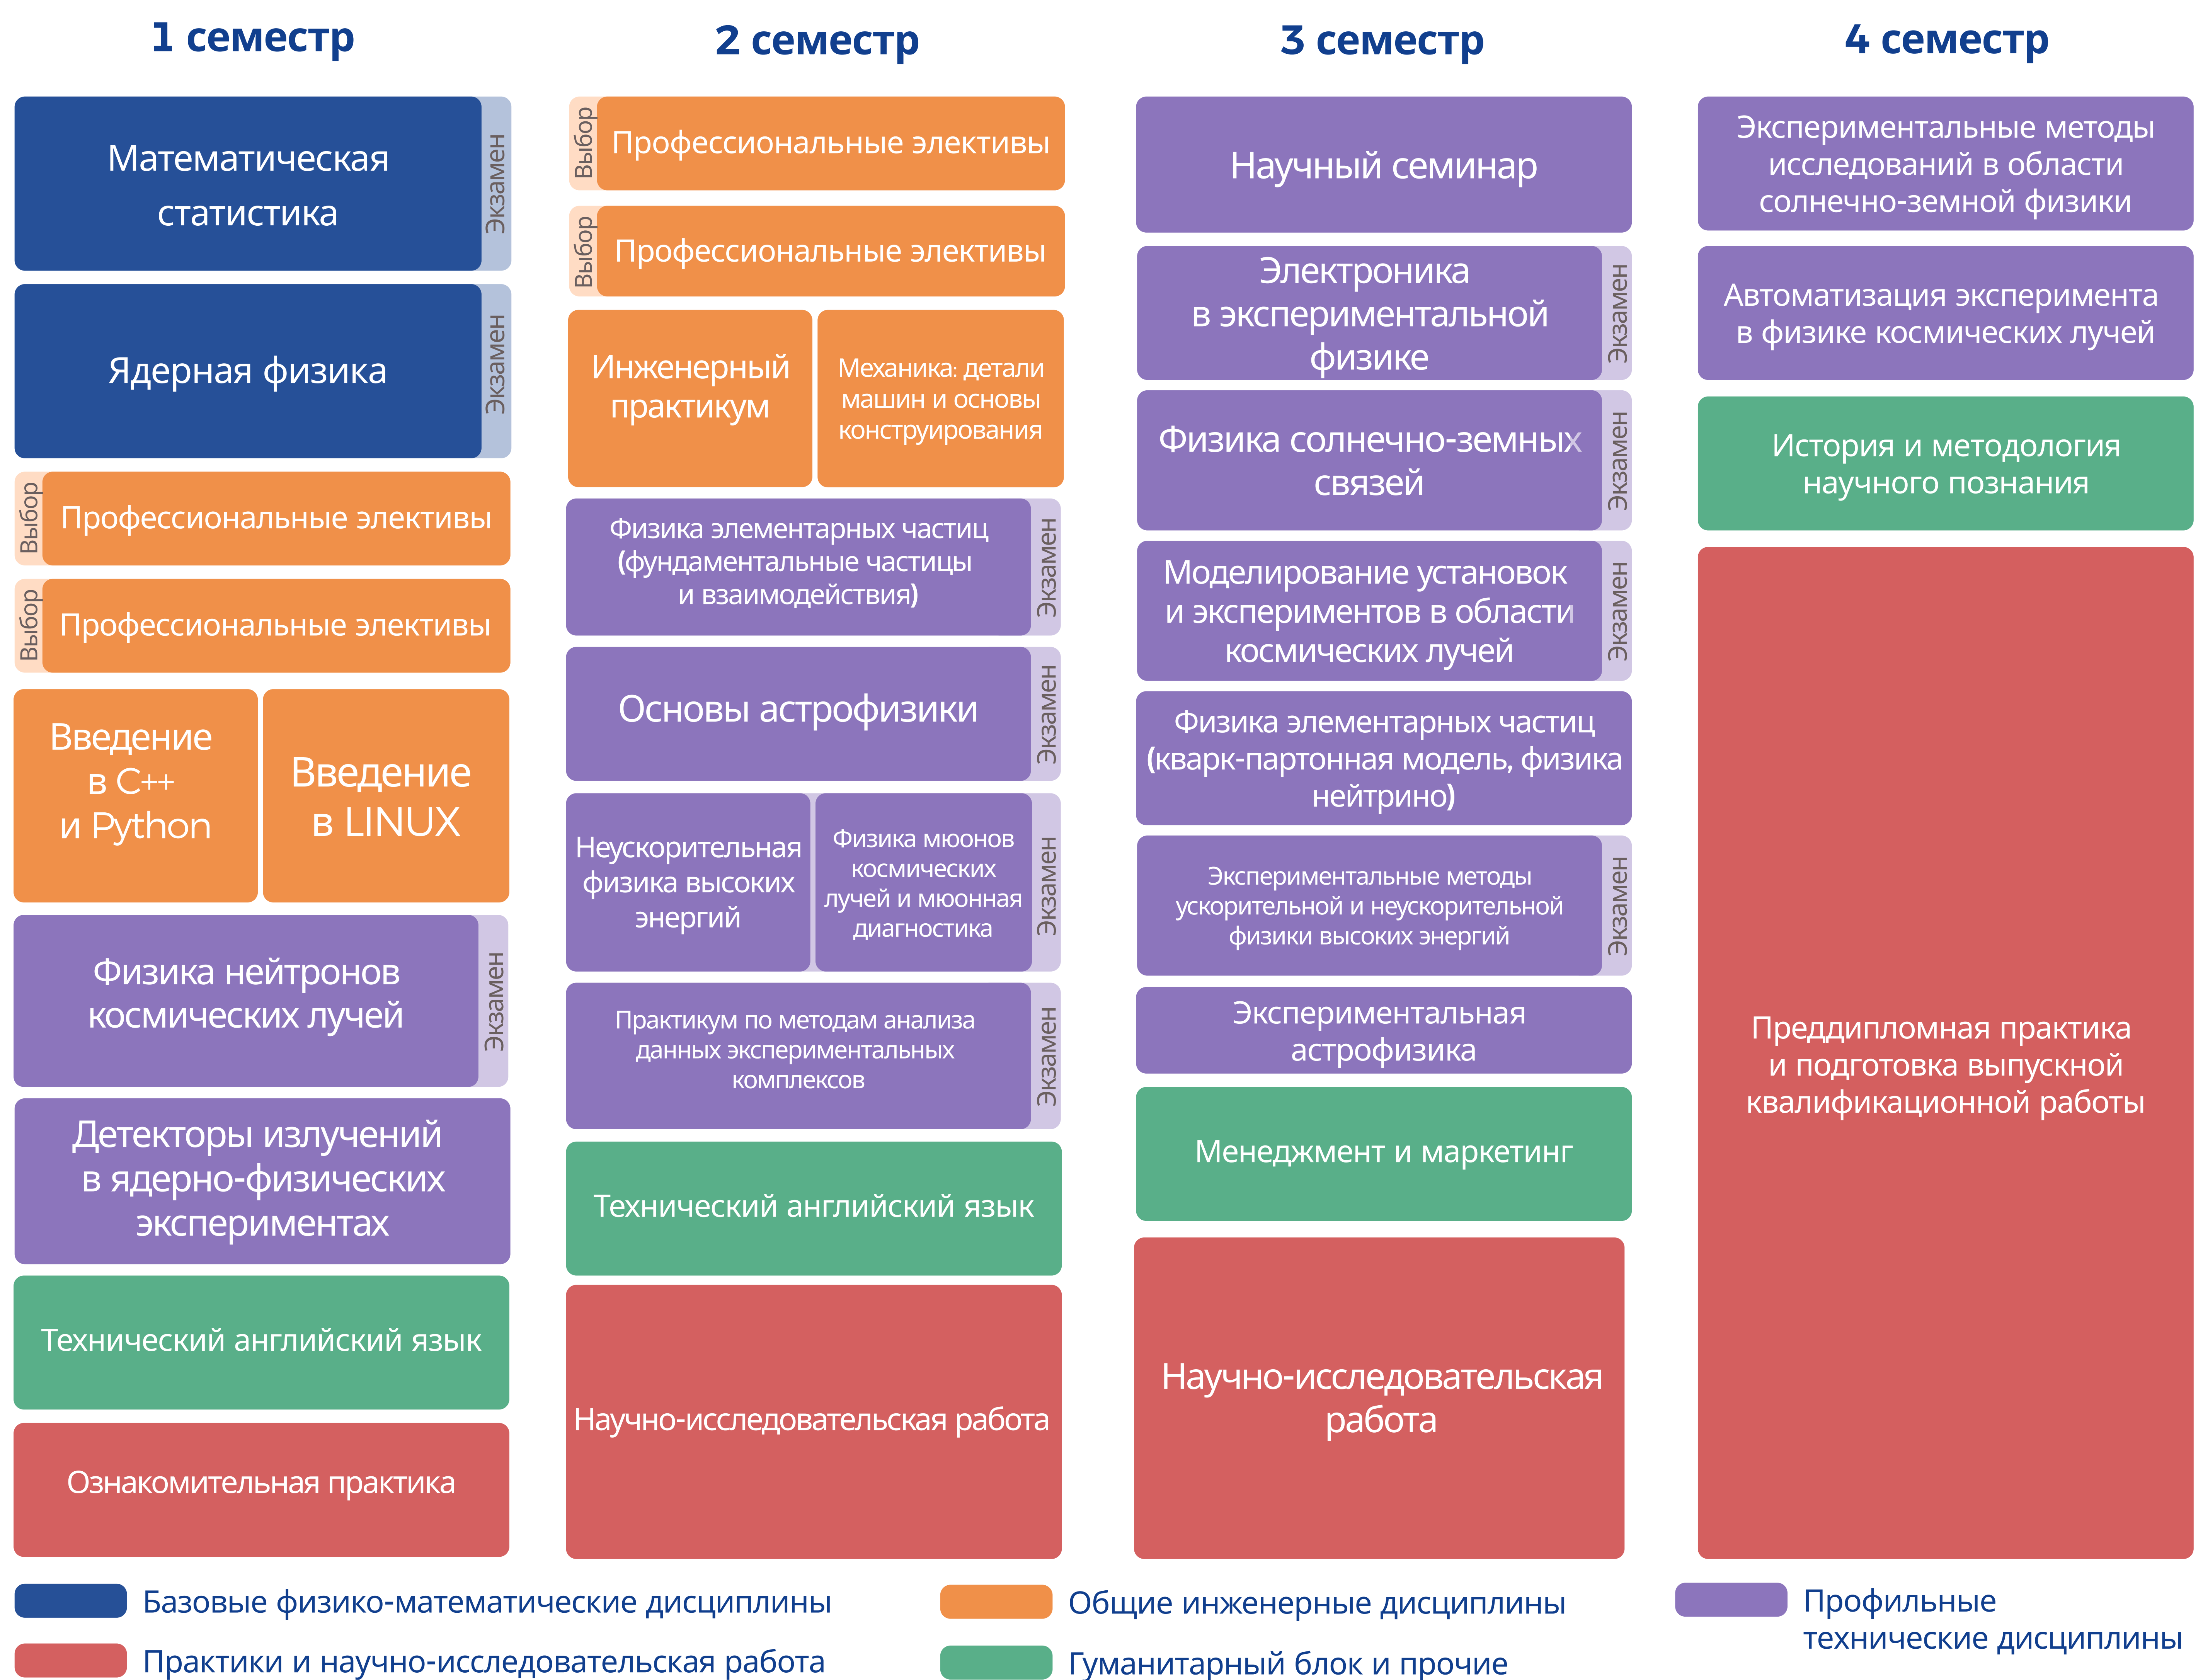 1 семестр
Математическая
статистика
Экзамен
Ядерная физика
Экзамен
Выбор
Профессиональные элективы
Выбор
Профессиональные элективы
Введение
в C++
и Python
Введение
в LINUX
Физика нейтронов
космических лучей
Экзамен
Детекторы излучений
в ядерно-физических
экспериментах
Технический английский язык
Ознакомительная практика
2 семестр
Выбор
Профессиональные элективы
Выбор
Профессиональные элективы
Инженерный
практикум
Механика: детали
машин и основы
конструирования
Физика элементарных частиц
(фундаментальные частицы
и взаимодействия)
Экзамен
Основы астрофизики
Экзамен
Неускорительная
физика высоких
энергий
Физика мюонов
космических
лучей и мюонная
диагностика
Экзамен
Практикум по методам анализа
данных экспериментальных
комплексов
Экзамен
Технический английский язык
Научно-исследовательская работа
3 семестр
Научный семинар
Электроника
в экспериментальной
физике
Экзамен
Физика солнечно-земных
связей
Экзамен
Моделирование установок
и экспериментов в области
космических лучей
Экзамен
Физика элементарных частиц
(кварк-партонная модель, физика
нейтрино)
Экспериментальные методы
ускорительной и неускорительной
физики высоких энергий
Экзамен
Экспериментальная
астрофизика
Менеджмент и маркетинг
Научно-исследовательская
работа
4 семестр
Экспериментальные методы
исследований в области
солнечно-земной физики
Автоматизация эксперимента
в физике космических лучей
История и методология
научного познания
Преддипломная практика
и подготовка выпускной
квалификационной работы
Базовые физико-математические дисциплины
Практики и научно-исследовательская работа
Общие инженерные дисциплины
Гуманитарный блок и прочие
Профильные
технические дисциплины